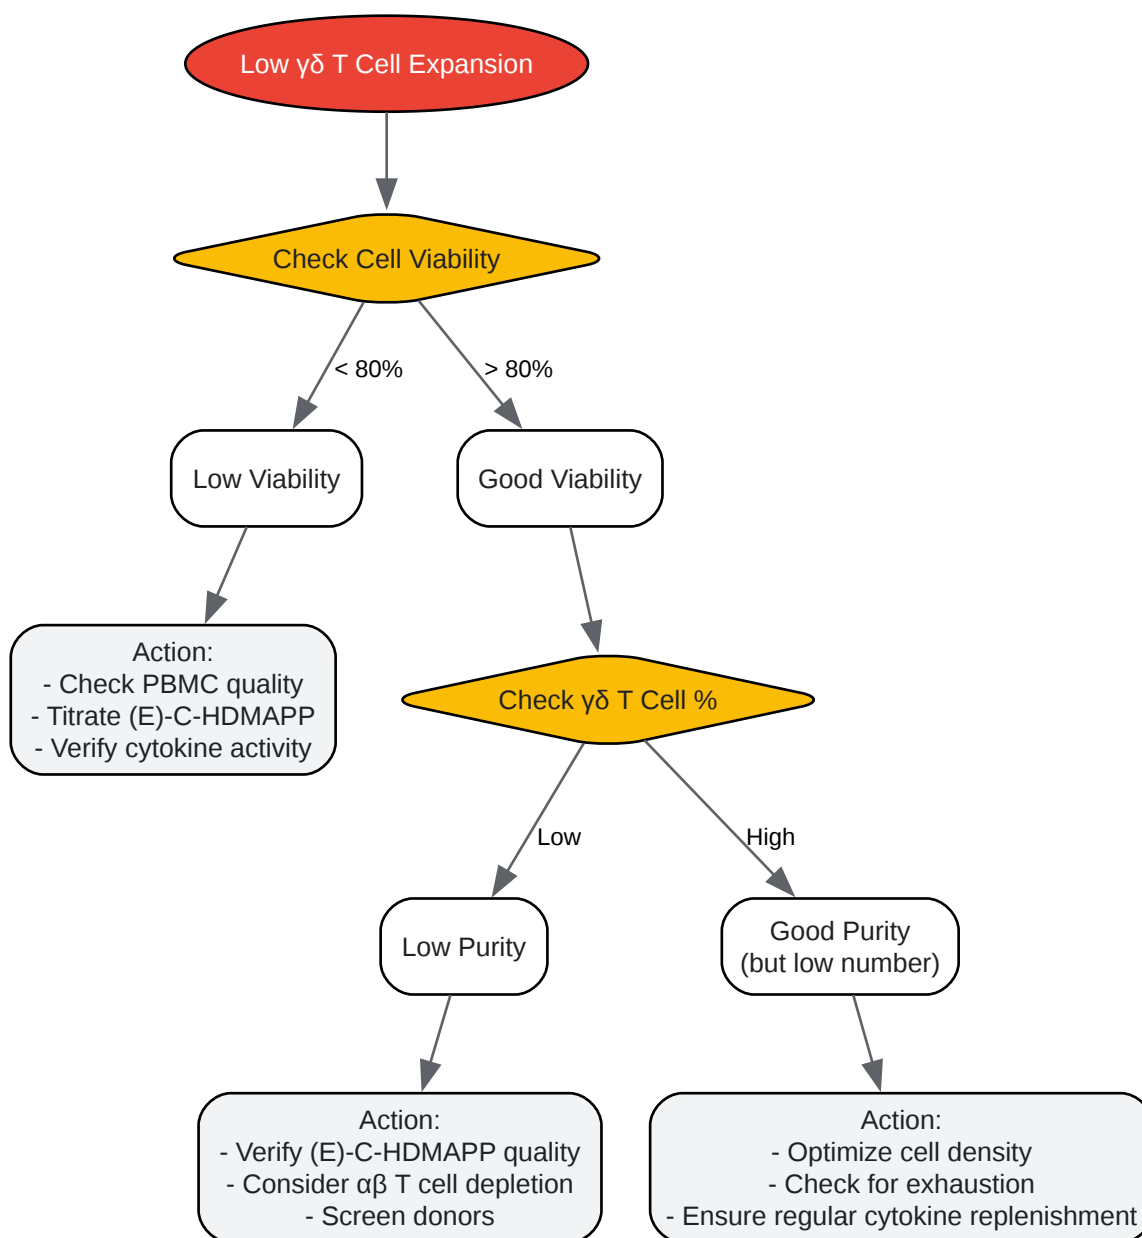 Low γδ T Cell Expansion
Check Cell Viability
< 80%
> 80%
Low Viability
Good Viability
Action:
- Check PBMC quality
- Titrate (E)-C-HDMAPP
- Verify cytokine activity
Check γδ T Cell %
Low
High
Low Purity
Good Purity
(but low number)
Action:
- Verify (E)-C-HDMAPP quality
- Consider αβ T cell depletion
- Screen donors
Action:
- Optimize cell density
- Check for exhaustion
- Ensure regular cytokine replenishment